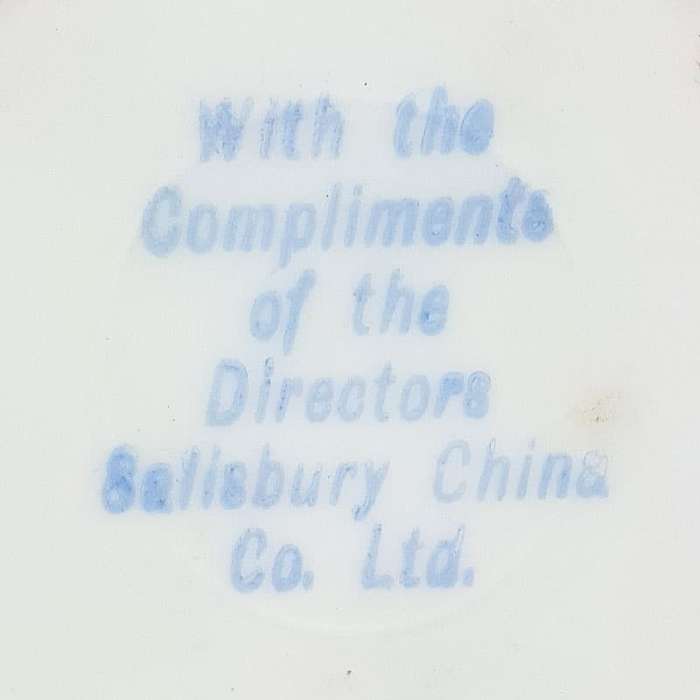 With the
Compliments
of the
Directors
Salisbury China
Co. Ltd.